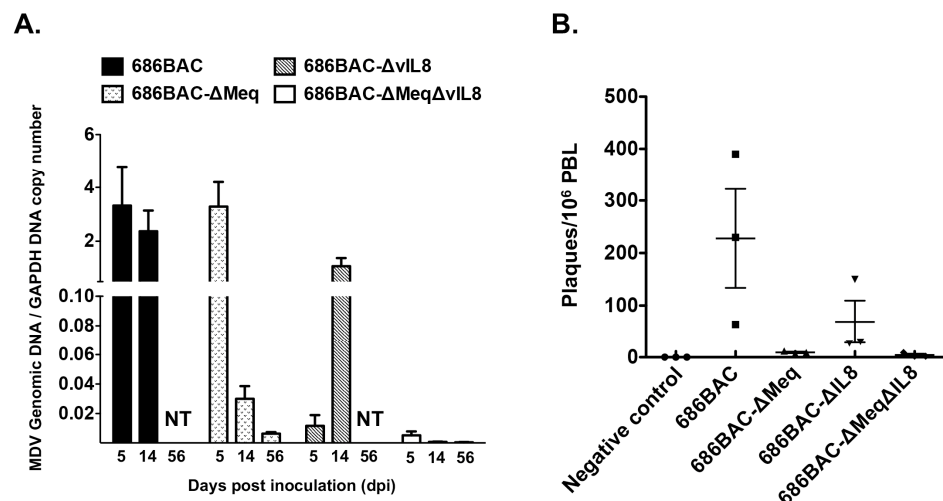 A.
686BAC
686BAC-ΔvIL8
686BAC-ΔMeq
686BAC-ΔMeqΔvIL8
MDV Genomic DNA / GAPDH DNA copy number
6
4
2
0.10
0.08
0.06
0.04
0.02
NT
NT
5 14 56 5 14 56 5 14 56 5 14 56
Days post inoculation (dpi)
B.
Plaques/10⁶ PBL
500
400
300
200
100
0
Negative control
686BAC
686BAC-ΔMeq
686BAC-ΔIL8
686BAC-ΔMeqΔIL8